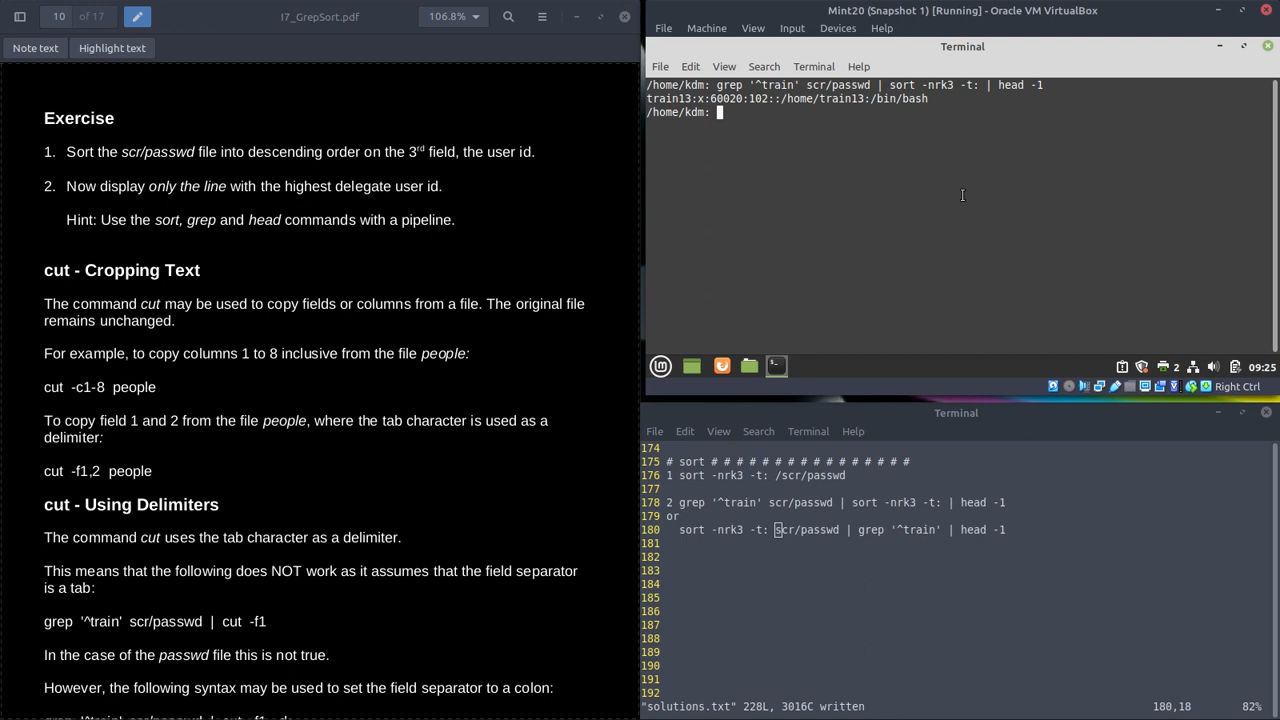 10 of 17
I7_GrepSort.pdf
106.8%
Note text
Highlight text
Exercise
1. Sort the scr/passwd file into descending order on the 3rd field, the user id.
2. Now display only the line with the highest delegate user id.
Hint: Use the sort, grep and head commands with a pipeline.
cut - Cropping Text
The command cut may be used to copy fields or columns from a file. The original file
remains unchanged.
For example, to copy columns 1 to 8 inclusive from the file people:
cut -c1-8 people
To copy field 1 and 2 from the file people, where the tab character is used as a
delimiter:
cut -f1,2 people
cut - Using Delimiters
The command cut uses the tab character as a delimiter.
This means that the following does NOT work as it assumes that the field separator
is a tab:
grep '^train' scr/passwd | cut -f1
In the case of the passwd file this is not true.
However, the following syntax may be used to set the field separator to a colon:
Mint20 (Snapshot 1) [Running] - Oracle VM VirtualBox
File Machine View Input Devices Help
Terminal
File Edit View Search Terminal Help
/home/kdm: grep '^train' scr/passwd | sort -nrk3 -t: | head -1
train13:x:60020:102::/home/train13:/bin/bash
/home/kdm:
2
09:25
Right Ctrl
Terminal
File Edit View Search Terminal Help
174
175 # sort # # # # # # # # # # # # # # # #
176 1 sort -nrk3 -t: /scr/passwd
177
178 2 grep '^train' scr/passwd | sort -nrk3 -t: | head -1
179 or
180 sort -nrk3 -t: scr/passwd | grep '^train' | head -1
181
182
183
184
185
186
187
188
189
190
191
192
"solutions.txt" 228L, 3016C written 180,18 82%